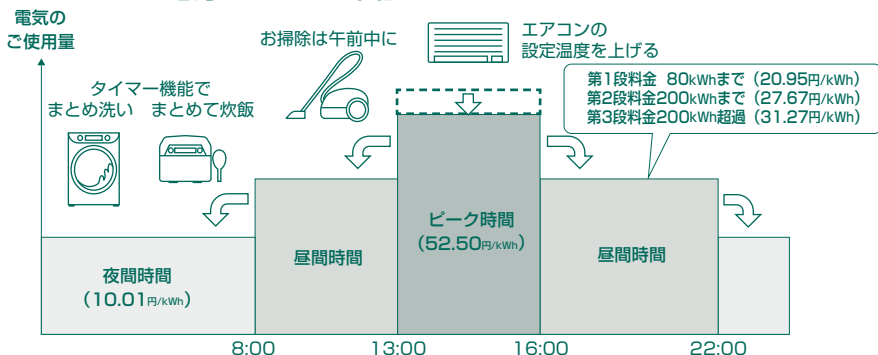 電気の
ご使用量
お掃除は午前中に
エアコンの
設定温度を上げる
タイマー機能で
まとめ洗い まとめて炊飯
第1段料金 80kWhまで(20.95円/kWh)
第2段料金200kWhまで(27.67円/kWh)
第3段料金200kWh超過(31.27円/kWh)
夜間時間
(10.01円/kWh)
昼間時間
ピーク時間
(52.50円/kWh)
昼間時間
8:00
13:00
16:00
22:00